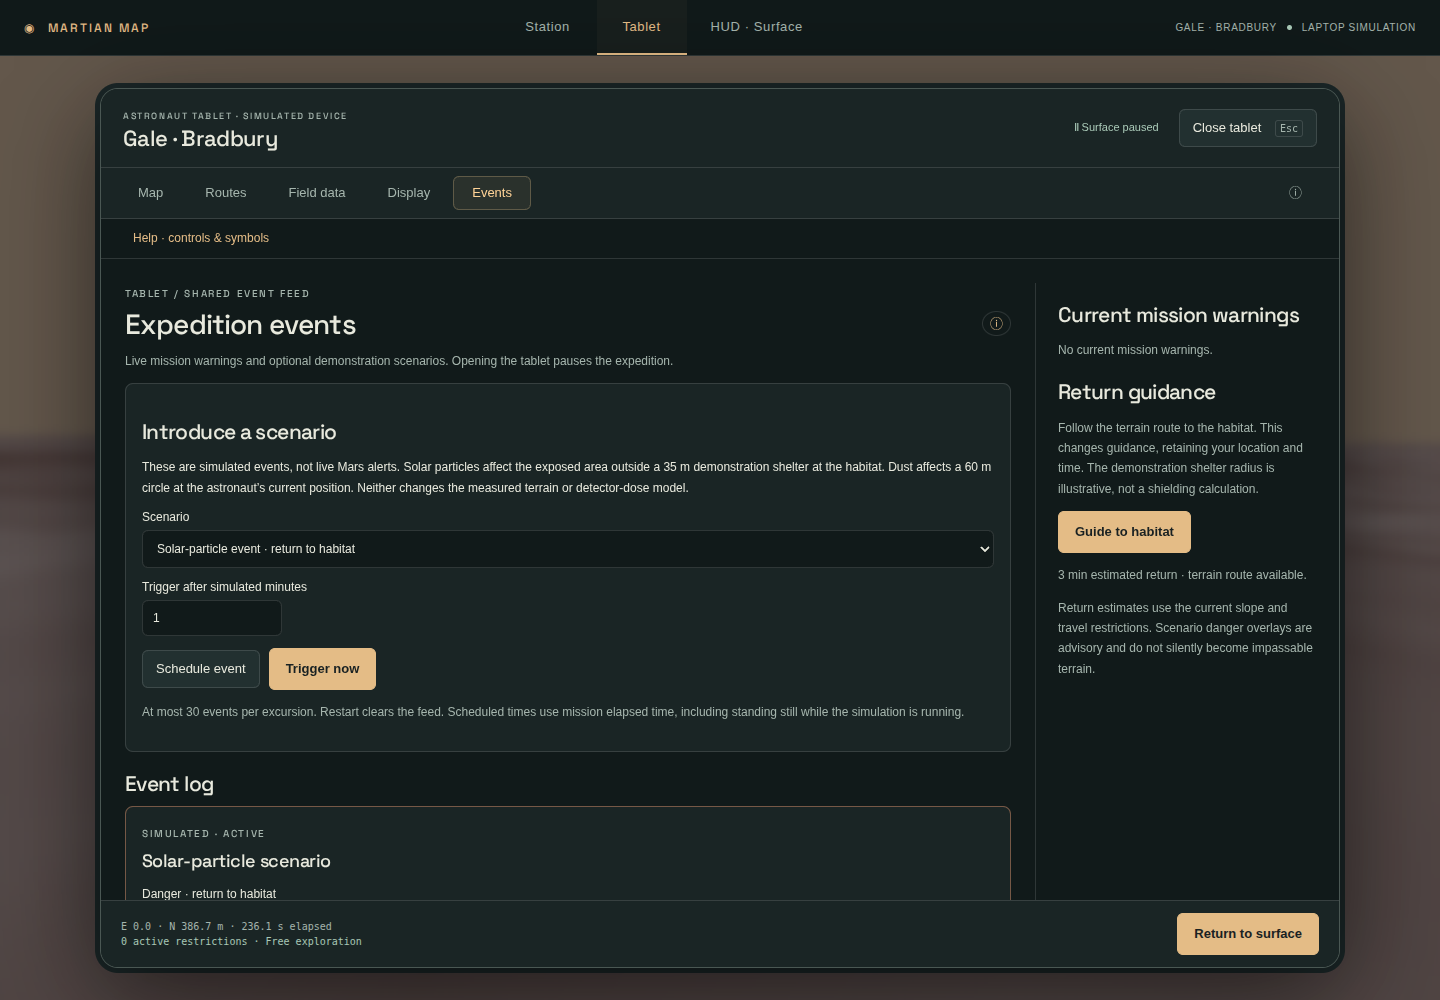 ◉ MARTIAN MAP
Station
Tablet
HUD · Surface
GALE · BRADBURY ● LAPTOP SIMULATION
ASTRONAUT TABLET · SIMULATED DEVICE
Gale · Bradbury
Ⅱ Surface paused
Close tablet Esc
Map
Routes
Field data
Display
Events
ⓘ
Help · controls & symbols
TABLET / SHARED EVENT FEED
Expedition events
ⓘ
Live mission warnings and optional demonstration scenarios. Opening the tablet pauses the expedition.
Introduce a scenario
These are simulated events, not live Mars alerts. Solar particles affect the exposed area outside a 35 m demonstration shelter at the habitat. Dust affects a 60 m
circle at the astronaut's current position. Neither changes the measured terrain or detector-dose model.
Scenario
Solar-particle event · return to habitat
Trigger after simulated minutes
1
Schedule event
Trigger now
At most 30 events per excursion. Restart clears the feed. Scheduled times use mission elapsed time, including standing still while the simulation is running.
Event log
SIMULATED · ACTIVE
Solar-particle scenario
Danger · return to habitat
Current mission warnings
No current mission warnings.
Return guidance
Follow the terrain route to the habitat. This
changes guidance, retaining your location and
time. The demonstration shelter radius is
illustrative, not a shielding calculation.
Guide to habitat
3 min estimated return · terrain route available.
Return estimates use the current slope and
travel restrictions. Scenario danger overlays are
advisory and do not silently become impassable
terrain.
E 0.0 · N 386.7 m · 236.1 s elapsed
0 active restrictions · Free exploration
Return to surface